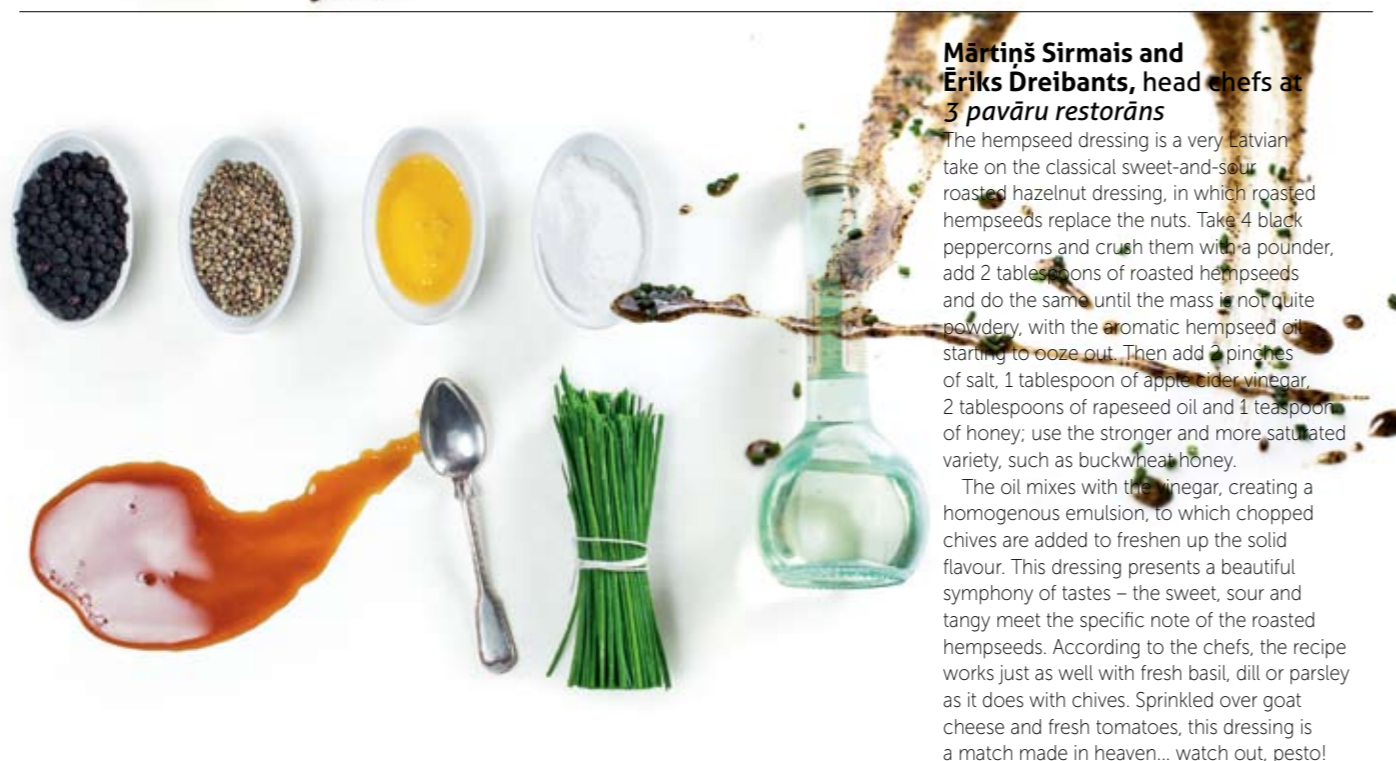 Mārtiņš Sirmais and
Ēriks Dreibants, head chefs at
3 pavāru restorāns
The hempseed dressing is a very Latvian
take on the classical sweet-and-sour
roasted hazelnut dressing, in which roasted
hempseeds replace the nuts. Take 4 black
peppercorns and crush them with a pounder,
add 2 tablespoons of roasted hempseeds
and do the same until the mass is not quite
powdery, with the aromatic hempseed oil
starting to ooze out. Then add 2 pinches
of salt, 1 tablespoon of apple cider vinegar,
2 tablespoons of rapeseed oil and 1 teaspoon
of honey; use the stronger and more saturated
variety, such as buckwheat honey.
The oil mixes with the vinegar, creating a
homogenous emulsion, to which chopped
chives are added to freshen up the solid
flavour. This dressing presents a beautiful
symphony of tastes – the sweet, sour and
tangy meet the specific note of the roasted
hempseeds. According to the chefs, the recipe
works just as well with fresh basil, dill or parsley
as it does with chives. Sprinkled over goat
cheese and fresh tomatoes, this dressing is
a match made in heaven... watch out, pesto!